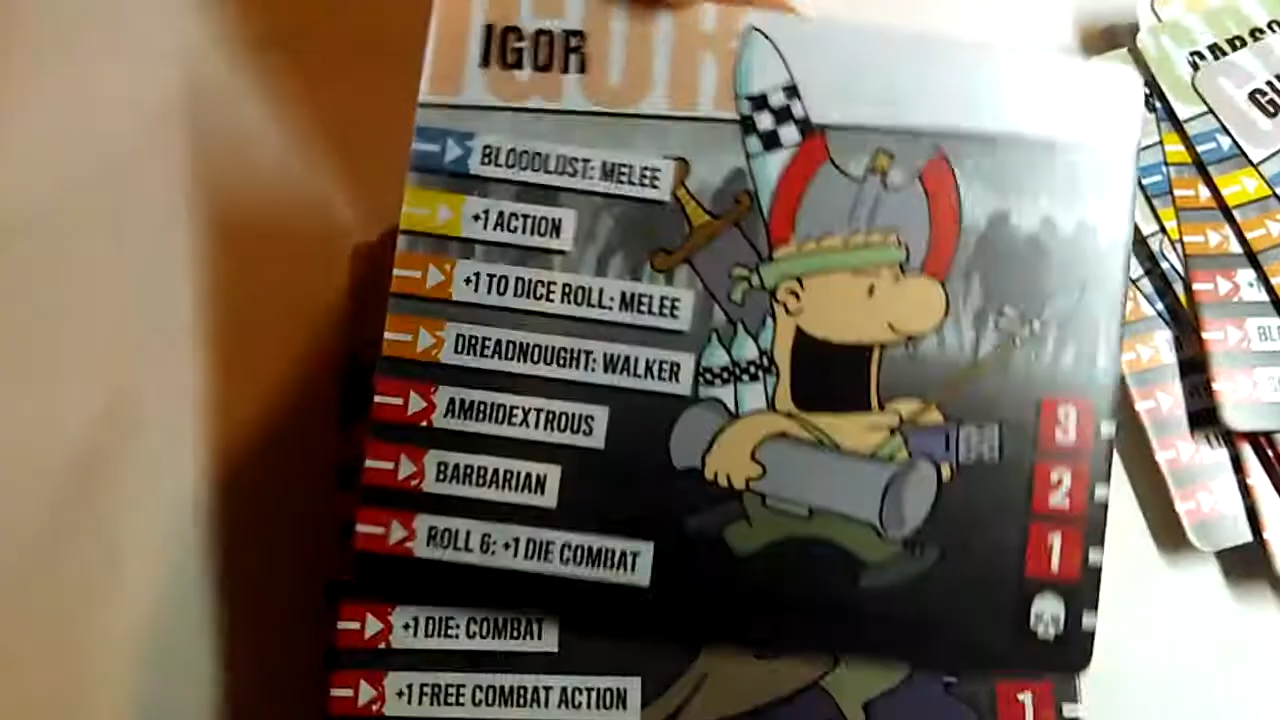 IGOR
BLOODLUST: MELEE
+1 ACTION
+1 TO DICE ROLL: MELEE
DREADNOUGHT: WALKER
AMBIDEXTROUS
BARBARIAN
ROLL 6: +1 DIE COMBAT
3
2
1
+1 DIE: COMBAT
+1 FREE COMBAT ACTION
1